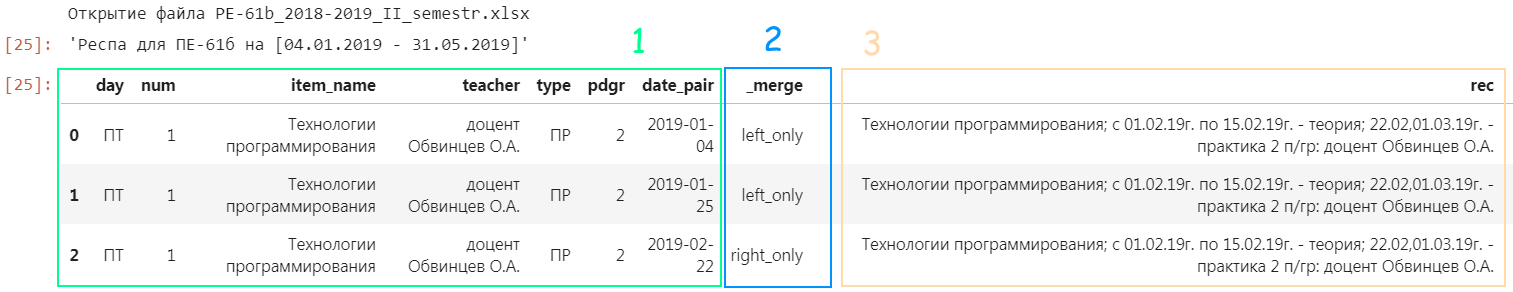 Открытие файла PE-61b_2018-2019_II_semestr.xlsx
[25]: 'Респа для ПЕ-61б на [04.01.2019 - 31.05.2019]'
1 2 3
[25]: day num item_name teacher type pdgr date_pair _merge rec
0 ПТ 1 Технологии программирования доцент Обвинцев О.А. ПР 2 2019-01-04 left_only Технологии программирования; с 01.02.19г. по 15.02.19г. - теория; 22.02,01.03.19г. - практика 2 п/гр: доцент Обвинцев О.А.
1 ПТ 1 Технологии программирования доцент Обвинцев О.А. ПР 2 2019-01-25 left_only Технологии программирования; с 01.02.19г. по 15.02.19г. - теория; 22.02,01.03.19г. - практика 2 п/гр: доцент Обвинцев О.А.
2 ПТ 1 Технологии программирования доцент Обвинцев О.А. ПР 2 2019-02-22 right_only Технологии программирования; с 01.02.19г. по 15.02.19г. - теория; 22.02,01.03.19г. - практика 2 п/гр: доцент Обвинцев О.А.